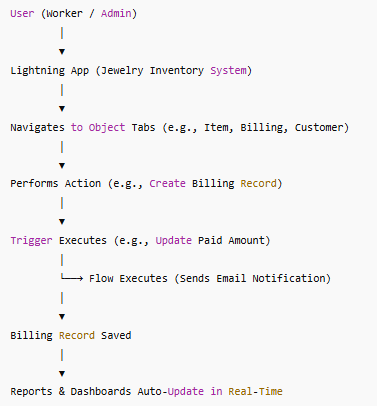 User (Worker / Admin)
Lightning App (Jewelry Inventory System)
Navigates to Object Tabs (e.g., Item, Billing, Customer)
Performs Action (e.g., Create Billing Record)
Trigger Executes (e.g., Update Paid Amount)
Flow Executes (Sends Email Notification)
Billing Record Saved
Reports & Dashboards Auto-Update in Real-Time